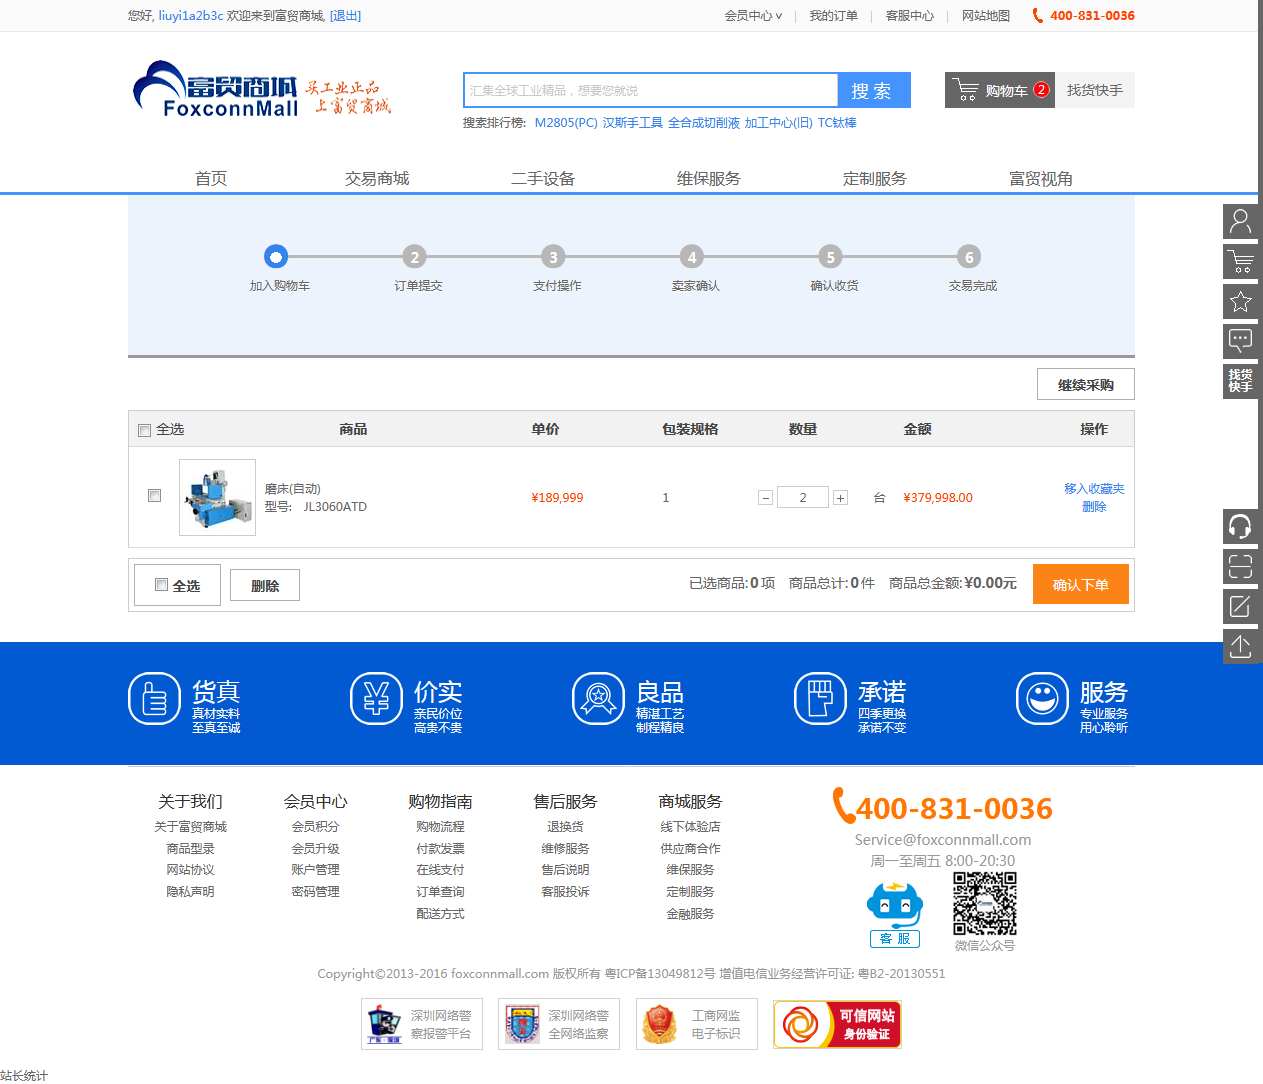 您好, liuyi1a2b3c 欢迎来到富贸商城, [退出]
会员中心 我的订单 客服中心 网站地图 400-831-0036
富贸商城 FoxconnMall 买工业正品 上富贸商城
汇集全球工业精品，想要您就说 搜 索
购物车 2 找货快手
搜索排行榜: M2805(PC) 汉斯手工具 全合成切削液 加工中心(旧) TC钛棒
首页 交易商城 二手设备 维保服务 定制服务 富贸视角
2 3 4 5 6
加入购物车 订单提交 支付操作 卖家确认 确认收货 交易完成
找货
快手
继续采购
全选 商品 单价 包装规格 数量 金额 操作
磨床(自动)
型号: JL3060ATD
¥189,999 1 － 2 + 台 ¥379,998.00
移入收藏夹
删除
全选 删除 已选商品:0 项 商品总计:0 件 商品总金额:¥0.00元 确认下单
货真
真材实料
至真至诚
价实
亲民价位
高贵不贵
良品
精湛工艺
制程精良
承诺
四季更换
承诺不变
服务
专业服务
用心聆听
关于我们 会员中心 购物指南 售后服务 商城服务
关于富贸商城 会员积分 购物流程 退换货 线下体验店
商品型录 会员升级 付款发票 维修服务 供应商合作
网站协议 账户管理 在线支付 售后说明 维保服务
隐私声明 密码管理 订单查询 客服投诉 定制服务
配送方式 金融服务
400-831-0036
Service@foxconnmall.com
周一至周五 8:00-20:30
客 服
微信公众号
Copyright©2013-2016 foxconnmall.com 版权所有 粤ICP备13049812号 增值电信业务经营许可证: 粤B2-20130551
深圳网络警
察报警平台
深圳网络警
全网络监察
工商网监
电子标识
可信网站
身份验证
站长统计